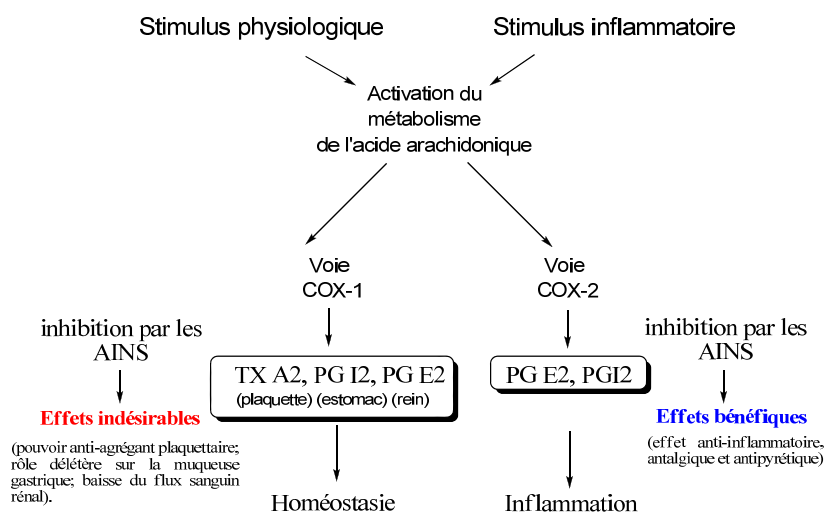 Stimulus physiologique
Stimulus inflammatoire
Activation du
métabolisme
de l'acide arachidonique
Voie
COX-1
Voie
COX-2
inhibition par les
AINS
TX A2, PG I2, PG E2
(plaquette) (estomac) (rein)
PG E2, PGI2
inhibition par les
AINS
Effets indésirables
(pouvoir anti-agrégant plaquettaire;
rôle délétère sur la muqueuse
gastrique; baisse du flux sanguin
rénal).
Effets bénéfiques
(effet anti-inflammatoire,
antalgique et antipyrétique)
Homéostasie
Inflammation